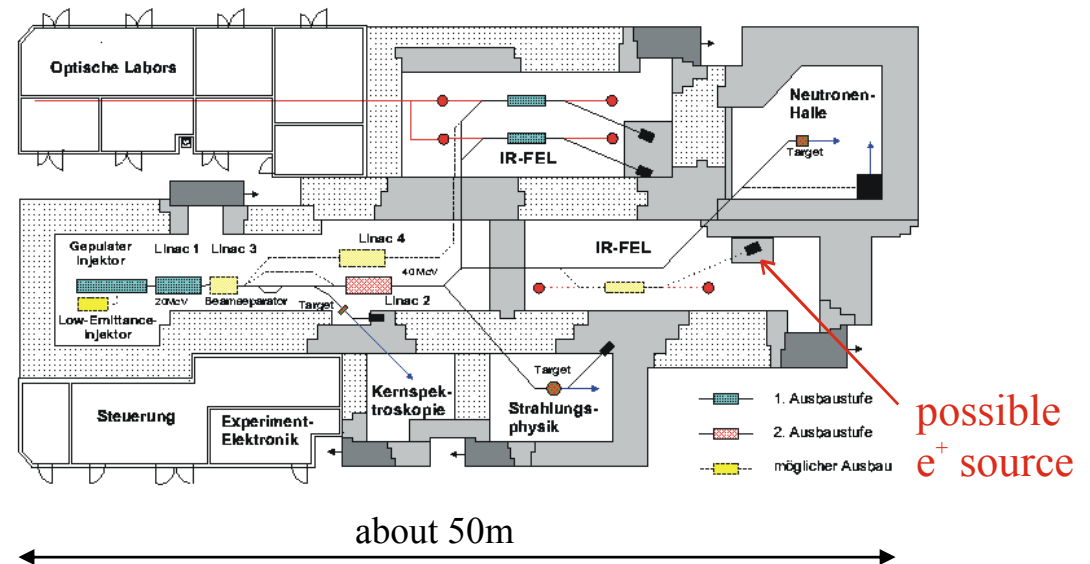 Optische Labors
Neutronen-
Halle
Target
IR-FEL
Gepulster
Injektor
Linac 1
Linac 3
Linac 4
IR-FEL
40 MeV
20MeV
Beamseparator
Linac 2
Low-Emittance-
Injektor
Target
Target
Kernspek-
troskopie
Strahlungs-
physik
Steuerung
Experiment-
Elektronik
1. Ausbaustufe
2. Ausbaustufe
möglicher Ausbau
possible
e⁺ source
about 50m